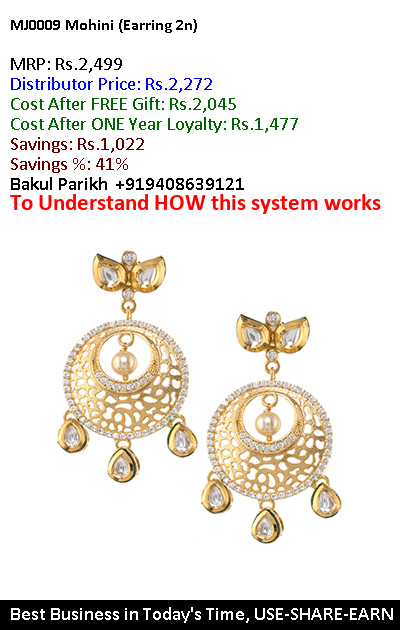 MJ0009 Mohini (Earring 2n)
MRP: Rs.2,499
Distributor Price: Rs.2,272
Cost After FREE Gift: Rs.2,045
Cost After ONE Year Loyalty: Rs.1,477
Savings: Rs.1,022
Savings %: 41%
Bakul Parikh +919408639121
To Understand HOW this system works
Best Business in Today's Time, USE-SHARE-EARN